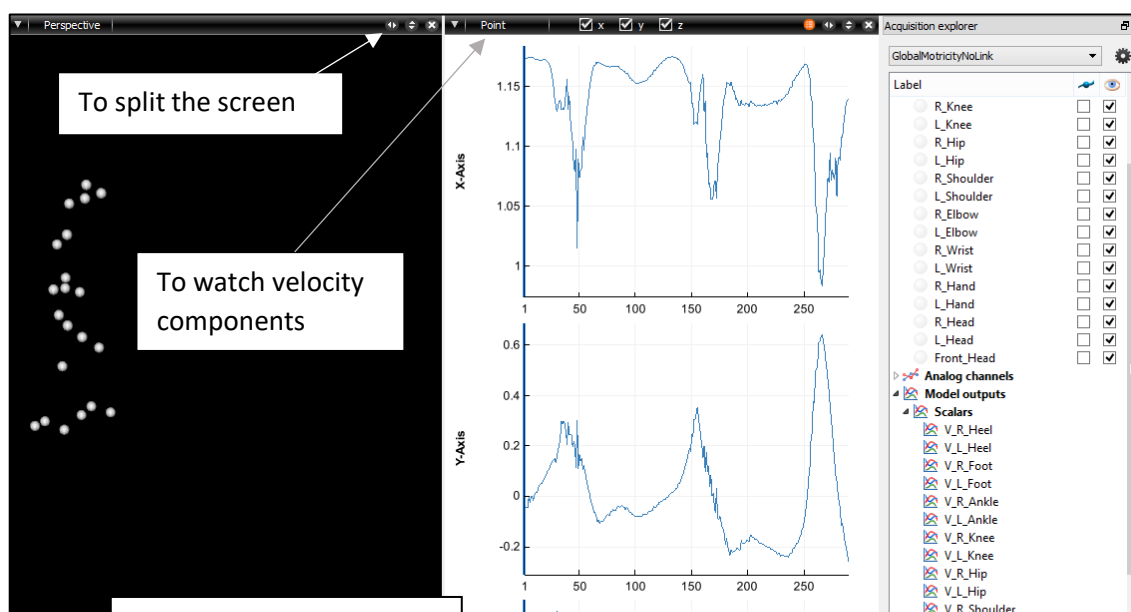 Perspective
Point x y z
Acquisition explorer
To split the screen
To watch velocity
components
X-Axis
1.15
1.1
1.05
1
1 50 100 150 200 250
Y-Axis
0.6
0.4
0.2
0
-0.2
1 50 100 150 200 250
GlobalMotricityNoLink
Label
R_Knee
L_Knee
R_Hip
L_Hip
R_Shoulder
L_Shoulder
R_Elbow
L_Elbow
R_Wrist
L_Wrist
R_Hand
L_Hand
R_Head
L_Head
Front_Head
Analog channels
Model outputs
Scalars
V_R_Heel
V_L_Heel
V_R_Foot
V_L_Foot
V_R_Ankle
V_L_Ankle
V_R_Knee
V_L_Knee
V_R_Hip
V_L_Hip
V_R_Shoulder